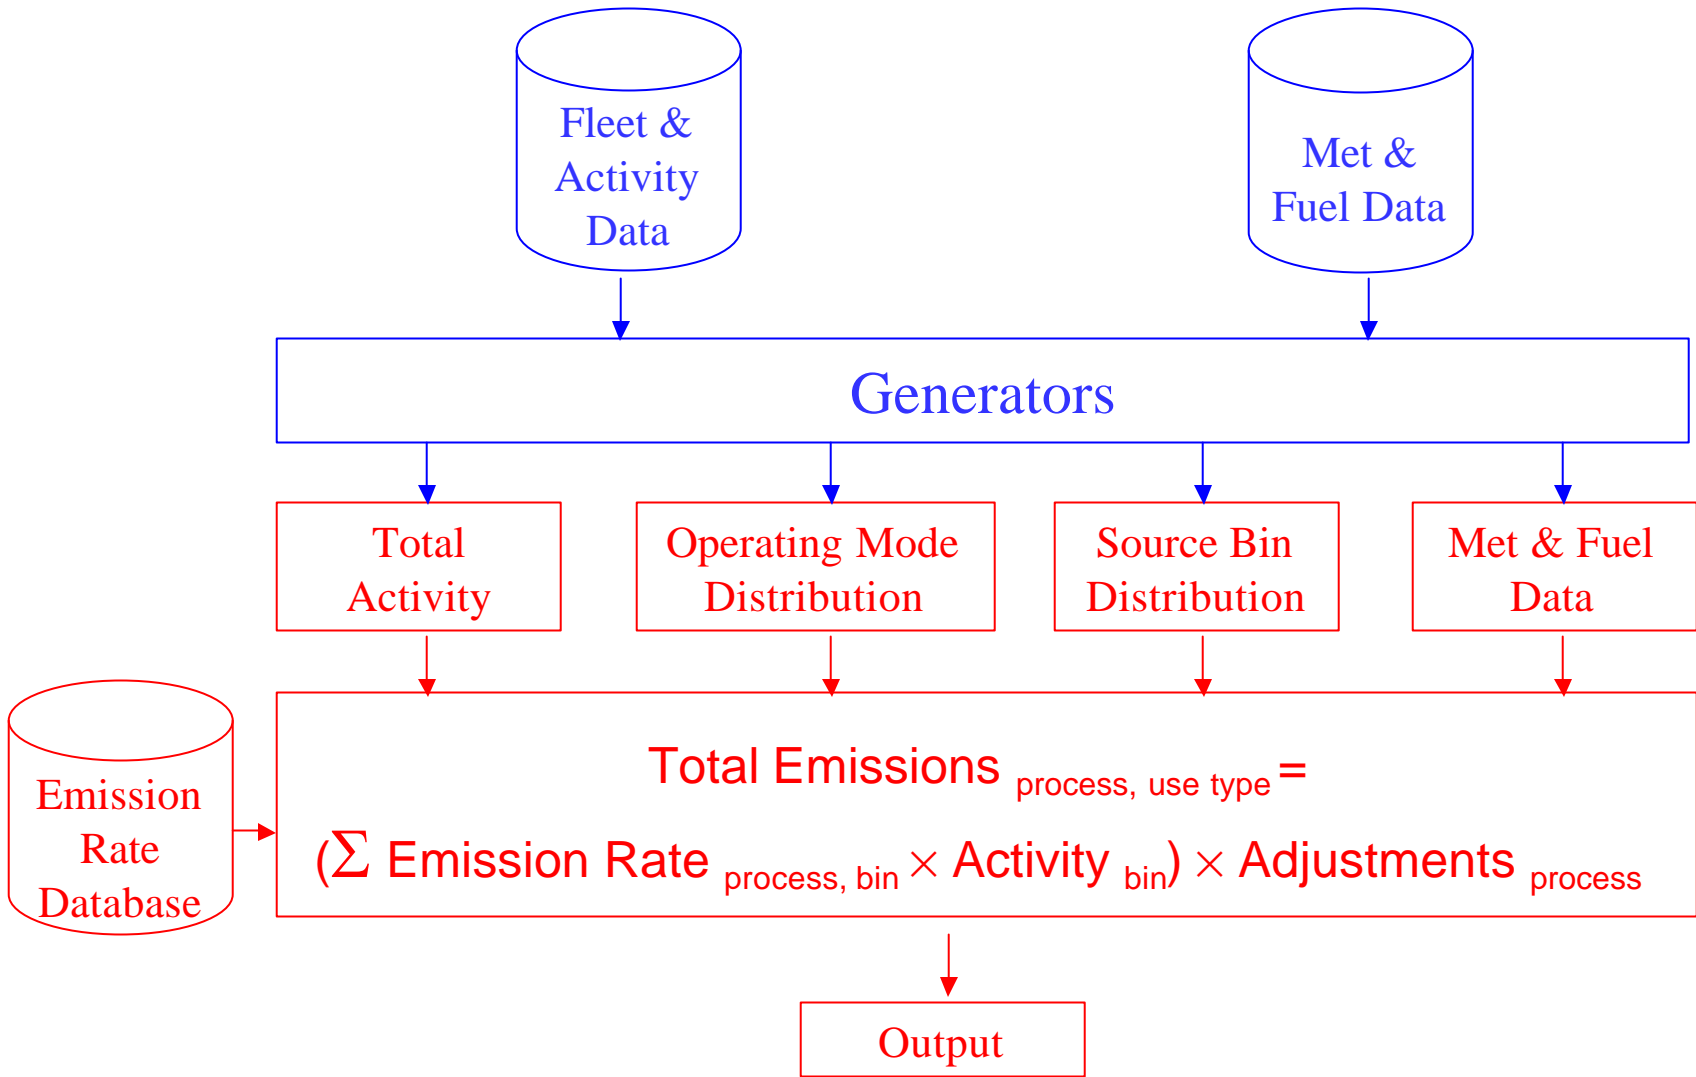 Fleet &
Activity
Data
Met &
Fuel Data
Generators
Total
Activity
Operating Mode
Distribution
Source Bin
Distribution
Met & Fuel
Data
Emission
Rate
Database
Total Emissions process, use type =
(Σ Emission Rate process, bin × Activity bin) × Adjustments process
Output